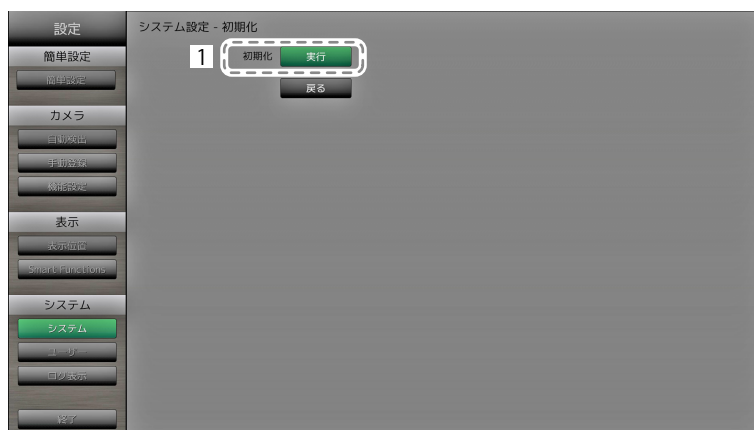 設定
簡単設定
簡単設定
カメラ
自動検出
手動登録
機能設定
表示
表示位置
Smart Functions
システム
システム
ユーザー
ログ表示
終了
システム設定 - 初期化
1 初期化 実行
戻る